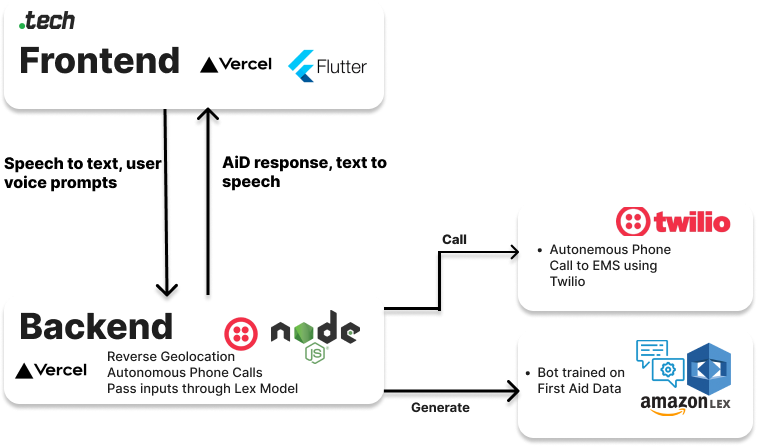 .tech
Frontend
Vercel
Flutter
Speech to text, user
voice prompts
AiD response, text to
speech
Call
twilio
• Autonemous Phone
Call to EMS using
Twilio
Backend
node
JS
Vercel
Reverse Geolocation
Autonomous Phone Calls
Pass inputs through Lex Model
Generate
• Bot trained on
First Aid Data
amazon LEX